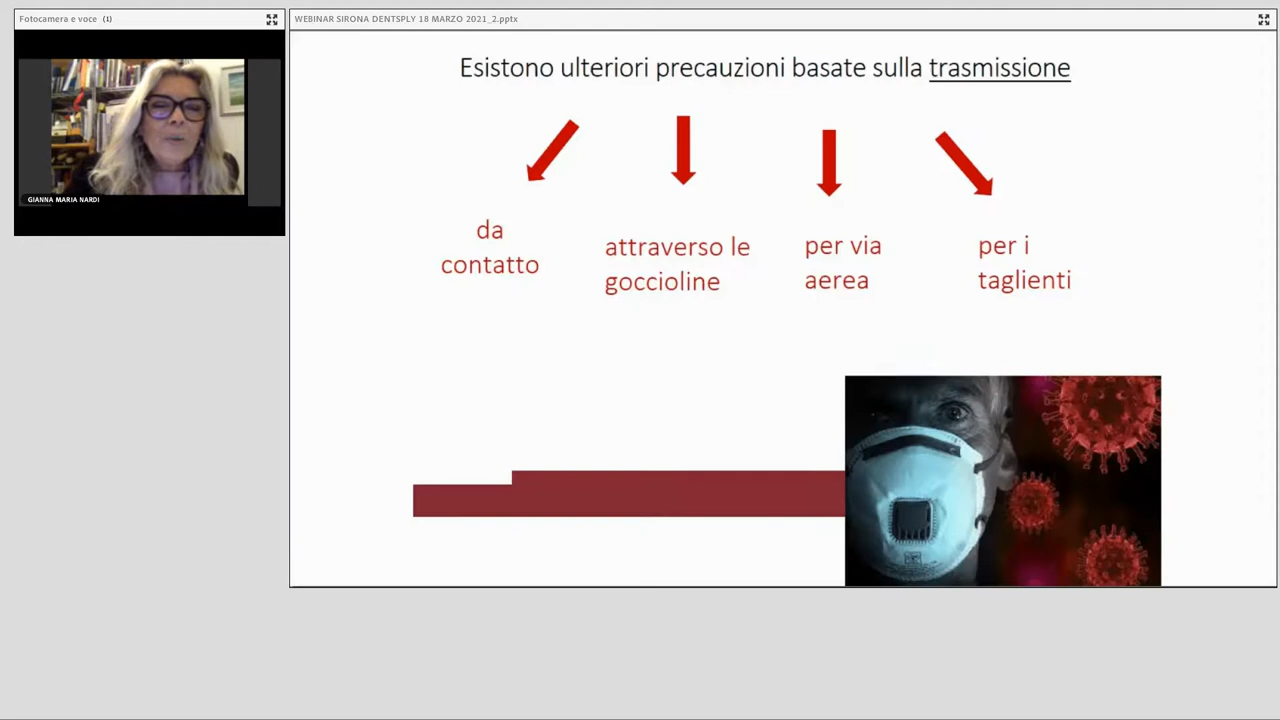 Fotocamera e voce (1)
GIANNA MARIA NARDI
WEBINAR SIRONA DENTSPLY 18 MARZO 2021_2.pptx
Esistono ulteriori precauzioni basate sulla trasmissione
da
contatto
attraverso le
goccioline
per via
aerea
per i
taglienti